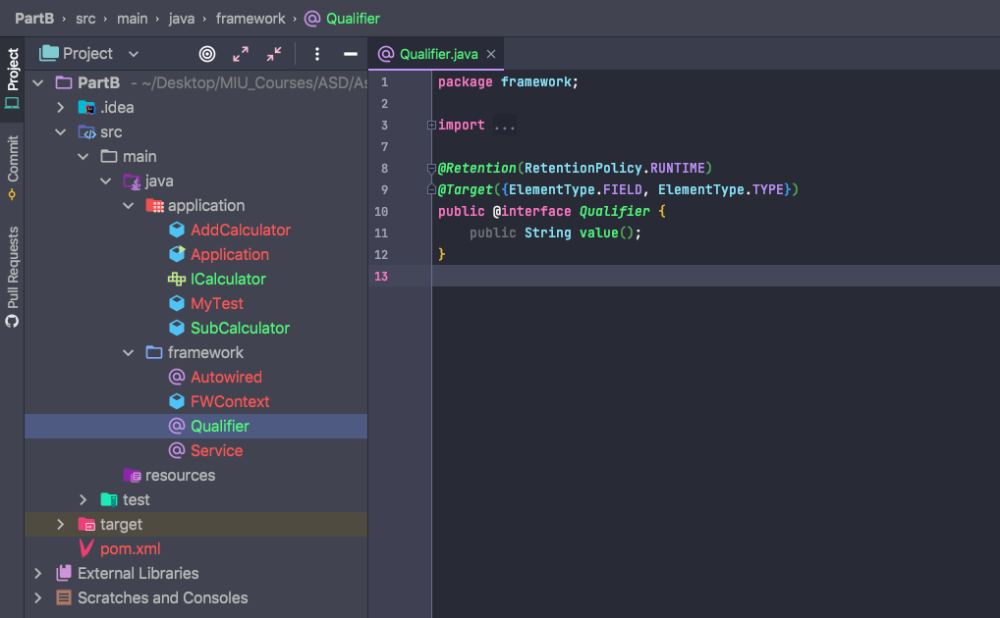 PartB › src › main › java › framework › Qualifier
Project
Commit
Pull Requests
Project
PartB - ~/Desktop/MIU_Courses/ASD/As
.idea
src
main
java
application
AddCalculator
Application
ICalculator
MyTest
SubCalculator
framework
Autowired
FWContext
Qualifier
Service
resources
test
target
pom.xml
External Libraries
Scratches and Consoles
Qualifier.java
1 package framework;
2
3 import ...
7
8 @Retention(RetentionPolicy.RUNTIME)
9 @Target({ElementType.FIELD, ElementType.TYPE})
10 public @interface Qualifier {
11 public String value();
12 }
13